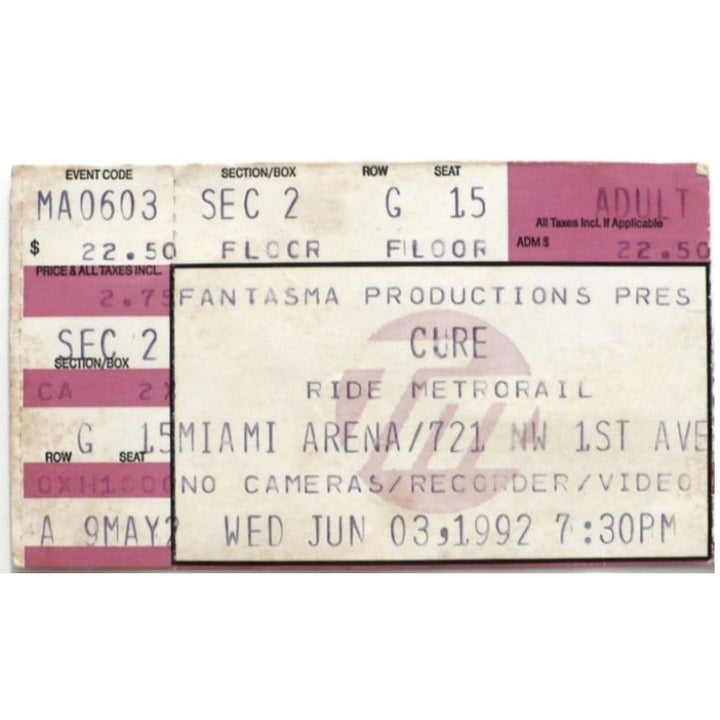 EVENT CODE SECTION/BOX ROW SEAT
MA0603 SEC 2 G 15 ADULT
All Taxes Incl. If Applicable
$ 22.50 FLOOR FLOOR ADM $ 22.50
PRICE & ALL TAXES INCL.
2.75 FANTASMA PRODUCTIONS PRES
SEC 2 CURE
SECTION/BOX
CA 2X RIDE METRORAIL
G 15 MIAMI ARENA/721 NW 1ST AVE
ROW SEAT
NO CAMERAS/RECORDER/VIDEO
A 9MAY2 WED JUN 03,1992 7:30PM